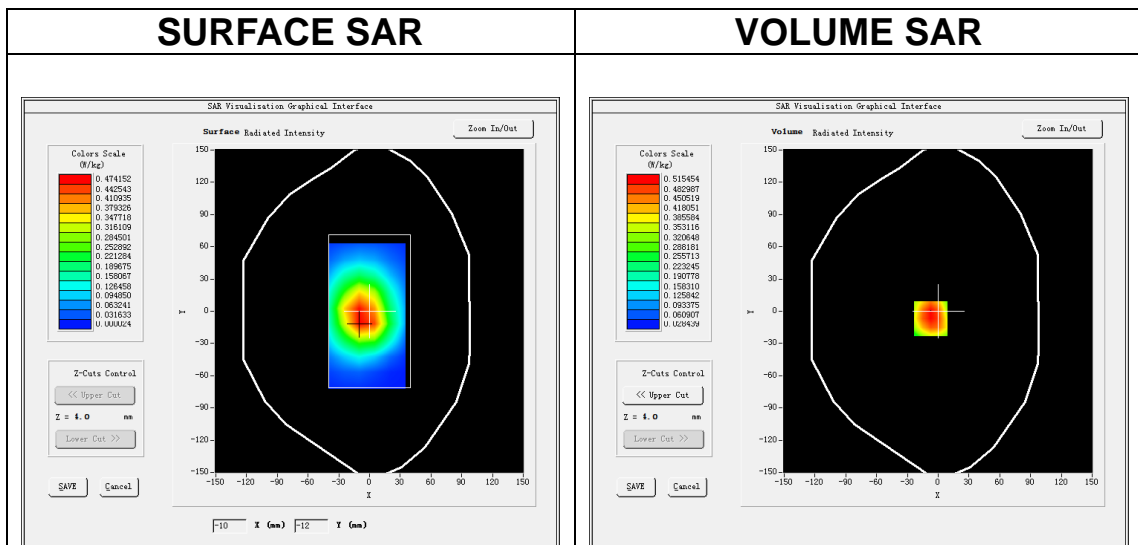 SURFACE SAR
VOLUME SAR
SAR Visualisation Graphical Interface
Surface Radiated Intensity
Zoom In/Out
Colors Scale
(W/kg)
0.474152
0.442543
0.410935
0.379326
0.347718
0.316109
0.284501
0.252892
0.221284
0.189675
0.158067
0.126458
0.094850
0.063241
0.031633
0.000024
150
120
90
60
30
0
-30
-60
-90
-120
-150
Y
-150 -120 -90 -60 -30 0 30 60 90 120 150
X
Z-Cuts Control
<< Upper Cut
Z = 4.0 mm
Lower Cut >>
SAVE Cancel
-10 X (mm) -12 Y (mm)
SAR Visualisation Graphical Interface
Volume Radiated Intensity
Zoom In/Out
Colors Scale
(W/kg)
0.515454
0.482987
0.450519
0.418051
0.385584
0.353116
0.320648
0.288181
0.255713
0.223245
0.190778
0.158310
0.125842
0.093375
0.060907
0.028439
150
120
90
60
30
0
-30
-60
-90
-120
-150
Y
-150 -120 -90 -60 -30 0 30 60 90 120 150
X
Z-Cuts Control
<< Upper Cut
Z = 4.0 mm
Lower Cut >>
SAVE Cancel